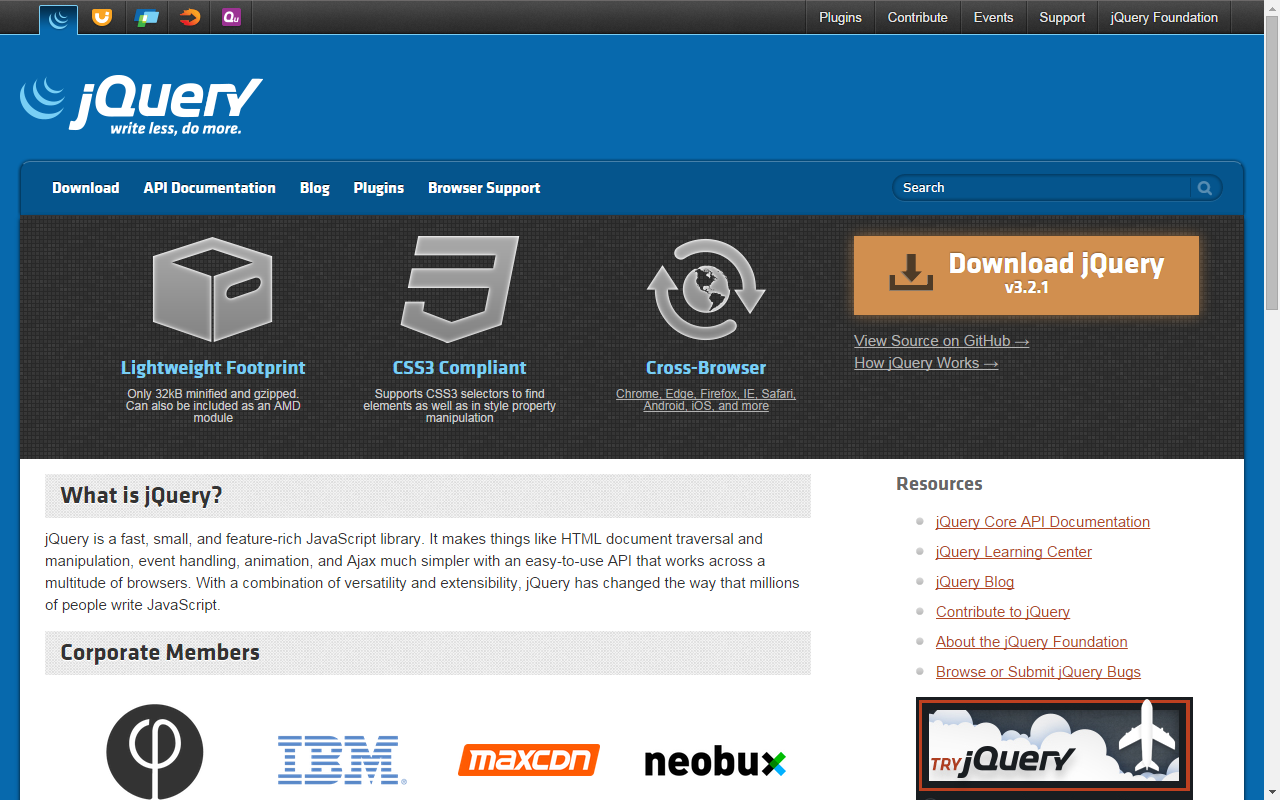 Qu
Plugins
Contribute
Events
Support
jQuery Foundation
jQuery
write less, do more.
Download
API Documentation
Blog
Plugins
Browser Support
Search
Lightweight Footprint
Only 32kB minified and gzipped.
Can also be included as an AMD
module
CSS3 Compliant
Supports CSS3 selectors to find
elements as well as in style property
manipulation
Cross-Browser
Chrome, Edge, Firefox, IE, Safari,
Android, iOS, and more
Download jQuery
v3.2.1
View Source on GitHub →
How jQuery Works →
What is jQuery?
jQuery is a fast, small, and feature-rich JavaScript library. It makes things like HTML document traversal and
manipulation, event handling, animation, and Ajax much simpler with an easy-to-use API that works across a
multitude of browsers. With a combination of versatility and extensibility, jQuery has changed the way that millions
of people write JavaScript.
Corporate Members
IBM®
maxcdn
neobux
Resources
jQuery Core API Documentation
jQuery Learning Center
jQuery Blog
Contribute to jQuery
About the jQuery Foundation
Browse or Submit jQuery Bugs
TRY jQuery